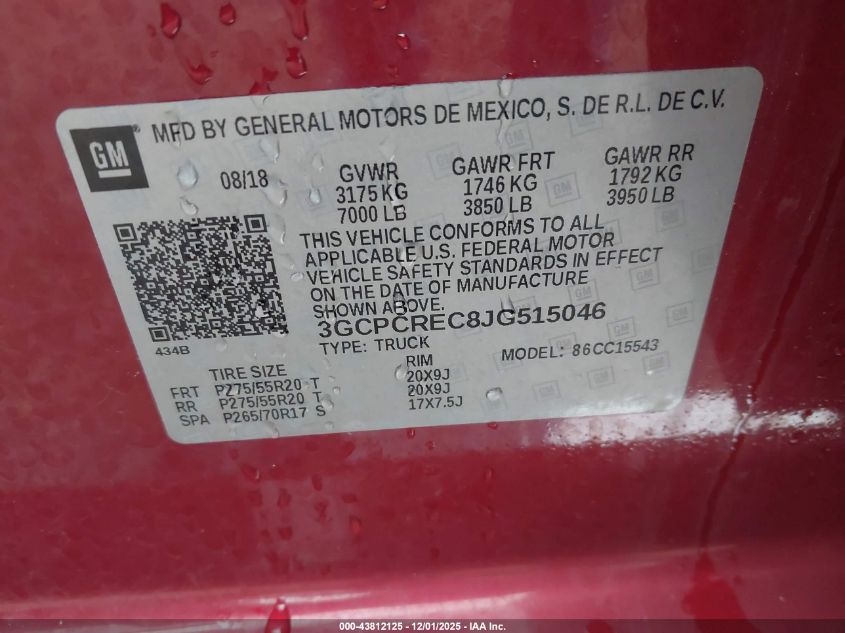 GM
MFD BY GENERAL MOTORS DE MEXICO, S. DE R.L. DE C.V.
08/18 GVWR GAWR FRT GAWR RR
3175 KG 1746 KG 1792 KG
7000 LB 3850 LB 3950 LB
THIS VEHICLE CONFORMS TO ALL
APPLICABLE U.S. FEDERAL MOTOR
VEHICLE SAFETY STANDARDS IN EFFECT
ON THE DATE OF MANUFACTURE
SHOWN ABOVE.
3GCPCREC8JG515046
434B
TYPE: TRUCK MODEL: 86CC15543
TIRE SIZE RIM
FRT P275/55R20 T 20X9J
RR P275/55R20 T 20X9J
SPA P265/70R17 S 17X7.5J
000-43812125 - 12/01/2025 - IAA Inc.